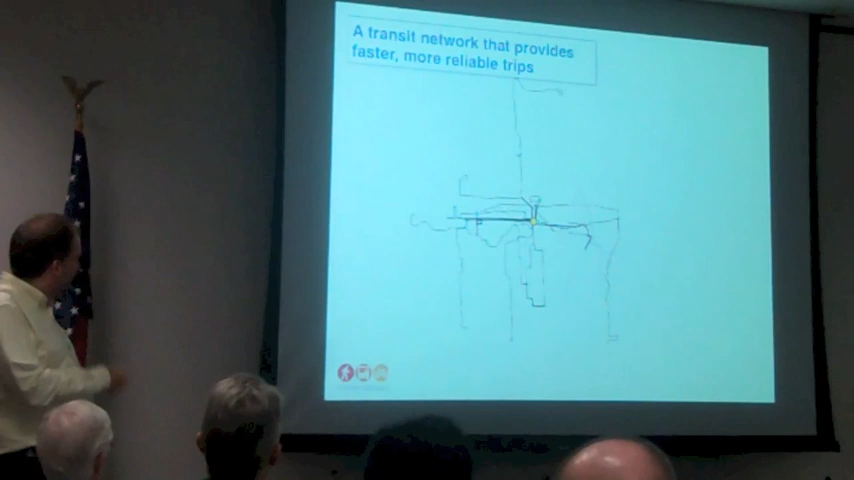 A transit network that provides
faster, more reliable trips